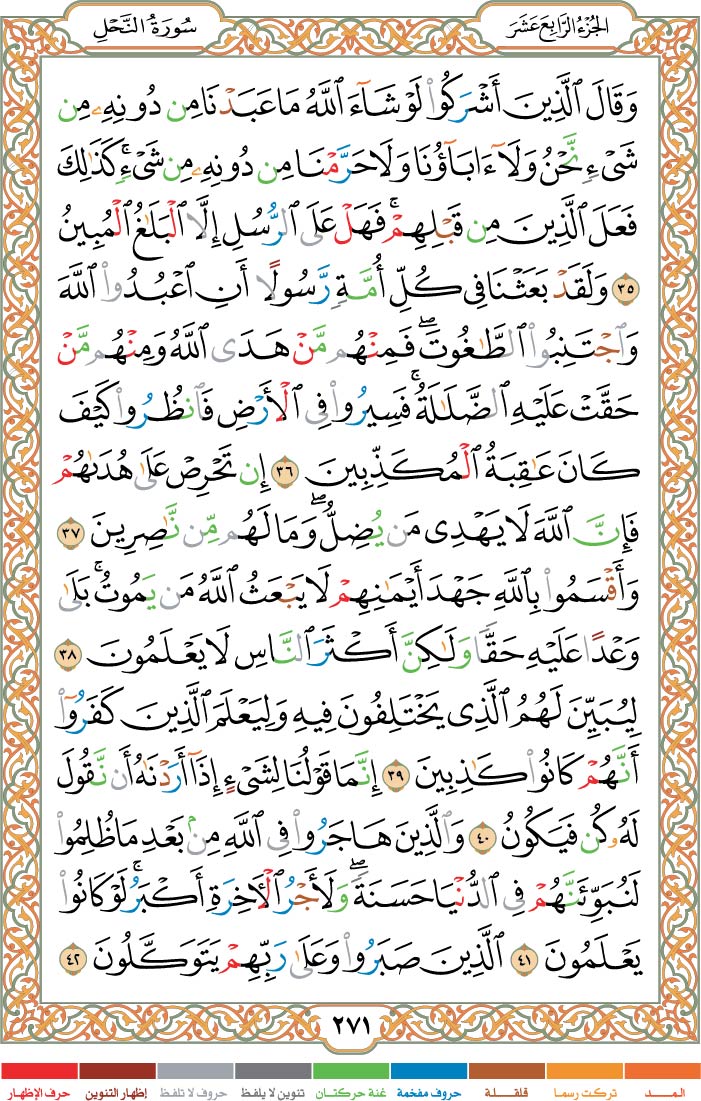 الجُزْءُ الرَّابِعَ عَشَرَ
سُورَةُ النَّحْلِ
وَقَالَ ٱلَّذِينَ أَشْرَكُوا۟ لَوْ شَآءَ ٱللَّهُ مَا عَبَدْنَا مِن دُونِهِۦ مِن
شَىْءٍ نَّحْنُ وَلَآ ءَابَآؤُنَا وَلَا حَرَّمْنَا مِن دُونِهِۦ مِن شَىْءٍ ۚ كَذَٰلِكَ
فَعَلَ ٱلَّذِينَ مِن قَبْلِهِمْ ۚ فَهَلْ عَلَى ٱلرُّسُلِ إِلَّا ٱلْبَلَـٰغُ ٱلْمُبِينُ
٣٥ وَلَقَدْ بَعَثْنَا فِى كُلِّ أُمَّةٍ رَّسُولًا أَنِ ٱعْبُدُوا۟ ٱللَّهَ
وَٱجْتَنِبُوا۟ ٱلطَّـٰغُوتَ ۖ فَمِنْهُم مَّنْ هَدَى ٱللَّهُ وَمِنْهُم مَّنْ
حَقَّتْ عَلَيْهِ ٱلضَّلَـٰلَةُ ۚ فَسِيرُوا۟ فِى ٱلْأَرْضِ فَٱنظُرُوا۟ كَيْفَ
كَانَ عَـٰقِبَةُ ٱلْمُكَذِّبِينَ ٣٦ إِن تَحْرِصْ عَلَىٰ هُدَىٰهُمْ
فَإِنَّ ٱللَّهَ لَا يَهْدِى مَن يُضِلُّ ۖ وَمَا لَهُم مِّن نَّـٰصِرِينَ ٣٧
وَأَقْسَمُوا۟ بِٱللَّهِ جَهْدَ أَيْمَـٰنِهِمْ لَا يَبْعَثُ ٱللَّهُ مَن يَمُوتُ ۚ بَلَىٰ
وَعْدًا عَلَيْهِ حَقًّا وَلَـٰكِنَّ أَكْثَرَ ٱلنَّاسِ لَا يَعْلَمُونَ ٣٨
لِيُبَيِّنَ لَهُمُ ٱلَّذِى يَخْتَلِفُونَ فِيهِ وَلِيَعْلَمَ ٱلَّذِينَ كَفَرُوٓا۟
أَنَّهُمْ كَانُوا۟ كَـٰذِبِينَ ٣٩ إِنَّمَا قَوْلُنَا لِشَىْءٍ إِذَآ أَرَدْنَـٰهُ أَن نَّقُولَ
لَهُۥ كُن فَيَكُونُ ٤٠ وَٱلَّذِينَ هَاجَرُوا۟ فِى ٱللَّهِ مِنۢ بَعْدِ مَا ظُلِمُوا۟
لَنُبَوِّئَنَّهُمْ فِى ٱلدُّنْيَا حَسَنَةً ۖ وَلَأَجْرُ ٱلْـَٔاخِرَةِ أَكْبَرُ ۚ لَوْ كَانُوا۟
يَعْلَمُونَ ٤١ ٱلَّذِينَ صَبَرُوا۟ وَعَلَىٰ رَبِّهِمْ يَتَوَكَّلُونَ ٤٢
٢٧١
المــد تركت رسما قلقلة حروف مفخمة غنة حركتان تنوين لا يلفظ حروف لا تلفظ إظهار التنوين حرف الإظهار